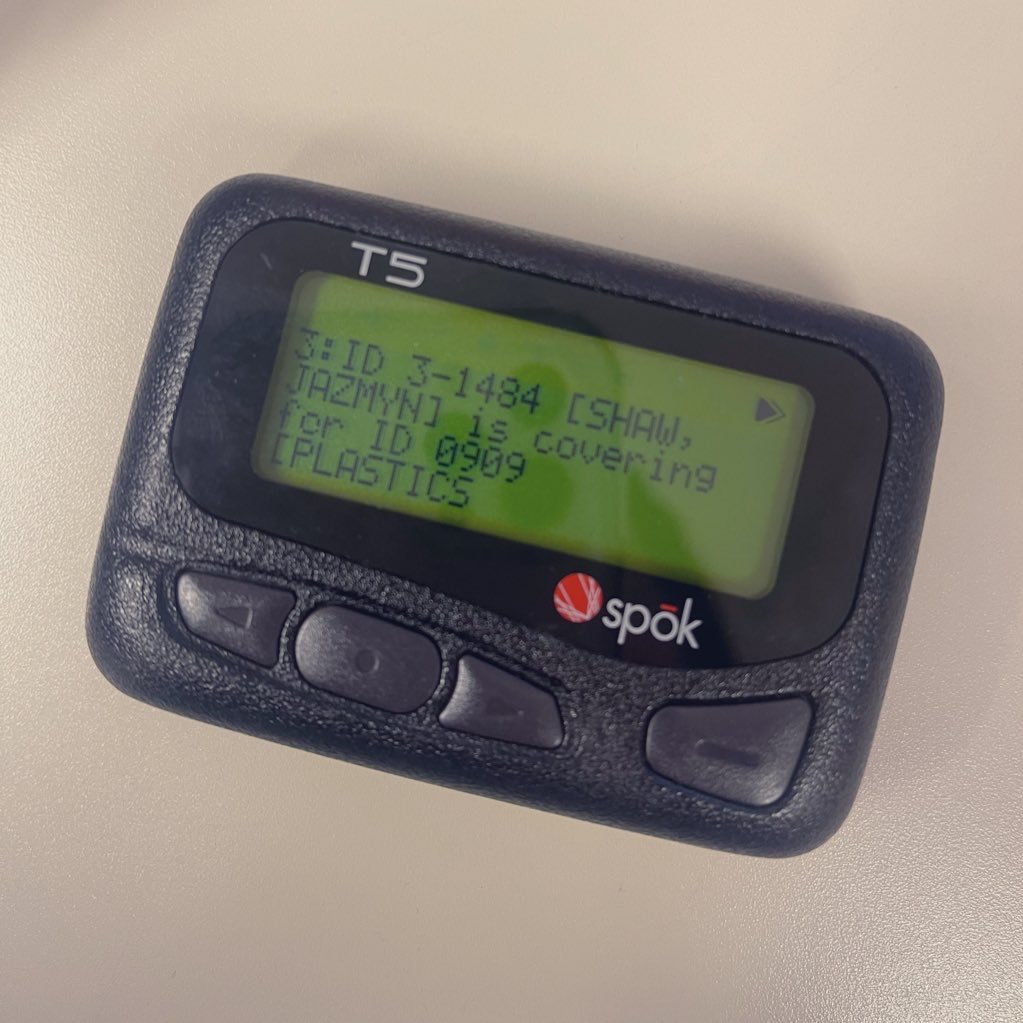 T5
3:ID 3-1484 [SHAW,
JAZMYN] is covering
for ID 0909
[PLASTICS
spōk